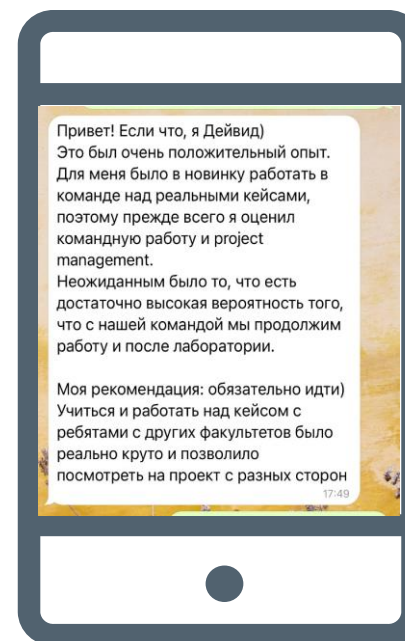 Привет! Если что, я Дейвид)
Это был очень положительный опыт.
Для меня было в новинку работать в
команде над реальными кейсами,
поэтому прежде всего я оценил
командную работу и project
management.
Неожиданным было то, что есть
достаточно высокая вероятность того,
что с нашей командой мы продолжим
работу и после лаборатории.
Моя рекомендация: обязательно идти)
Учиться и работать над кейсом с
ребятами с других факультетов было
реально круто и позволило
посмотреть на проект с разных сторон
17:49